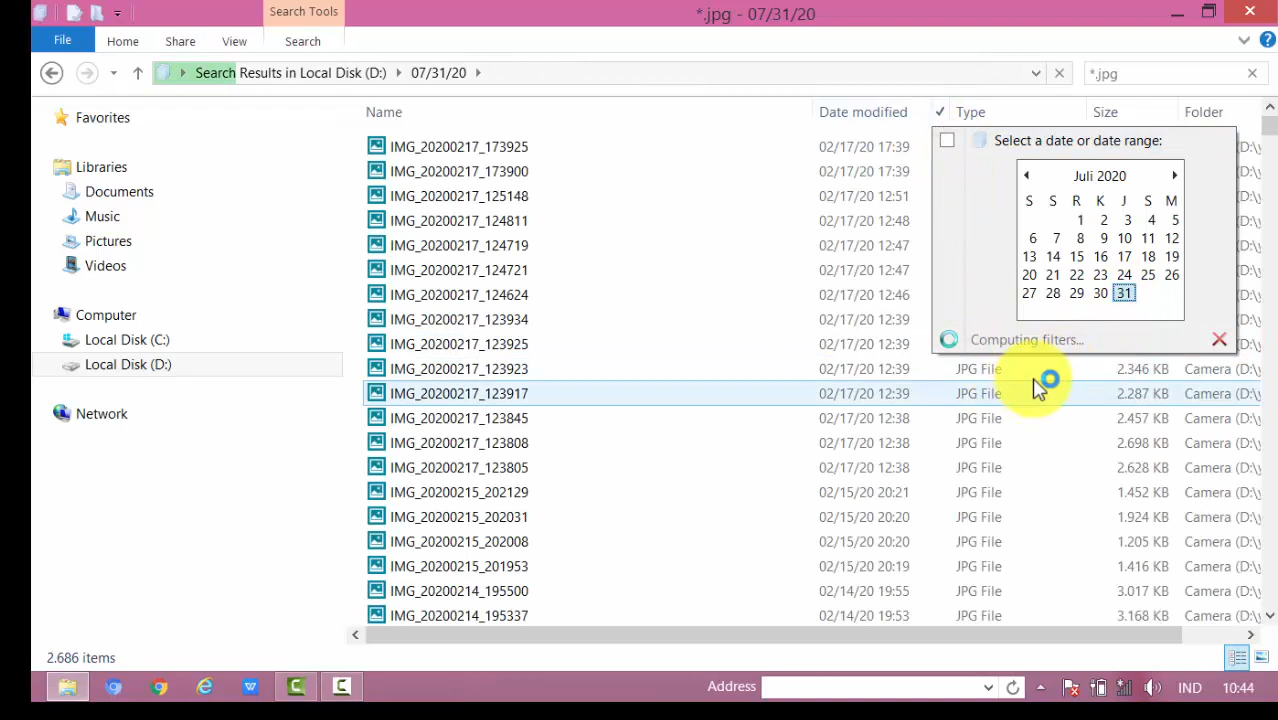 Search Tools
*.jpg - 07/31/20
File
Home
Share
View
Search
Search Results in Local Disk (D:)
07/31/20
*.jpg
Favorites
Libraries
Documents
Music
Pictures
Videos
Computer
Local Disk (C:)
Local Disk (D:)
Network
Name Date modified Type Size Folder
IMG_20200217_173925 02/17/20 17:39
IMG_20200217_173900 02/17/20 17:39
IMG_20200217_125148 02/17/20 12:51
IMG_20200217_124811 02/17/20 12:48
IMG_20200217_124719 02/17/20 12:47
IMG_20200217_124721 02/17/20 12:47
IMG_20200217_124624 02/17/20 12:46
IMG_20200217_123934 02/17/20 12:39
IMG_20200217_123925 02/17/20 12:39
IMG_20200217_123923 02/17/20 12:39 JPG File 2.346 KB Camera (D:\
IMG_20200217_123917 02/17/20 12:39 JPG File 2.287 KB Camera (D:\
IMG_20200217_123845 02/17/20 12:38 JPG File 2.457 KB Camera (D:\
IMG_20200217_123808 02/17/20 12:38 JPG File 2.698 KB Camera (D:\
IMG_20200217_123805 02/17/20 12:38 JPG File 2.628 KB Camera (D:\
IMG_20200215_202129 02/15/20 20:21 JPG File 1.452 KB Camera (D:\
IMG_20200215_202031 02/15/20 20:20 JPG File 1.924 KB Camera (D:\
IMG_20200215_202008 02/15/20 20:20 JPG File 1.205 KB Camera (D:\
IMG_20200215_201953 02/15/20 20:19 JPG File 1.416 KB Camera (D:\
IMG_20200214_195500 02/14/20 19:55 JPG File 3.017 KB Camera (D:\
IMG_20200214_195337 02/14/20 19:53 JPG File 3.168 KB Camera (D:\
Select a date or date range:
Juli 2020
S S R K J S M
1 2 3 4 5
6 7 8 9 10 11 12
13 14 15 16 17 18 19
20 21 22 23 24 25 26
27 28 29 30 31
Computing filters...
2.686 items
Address
IND
10:44